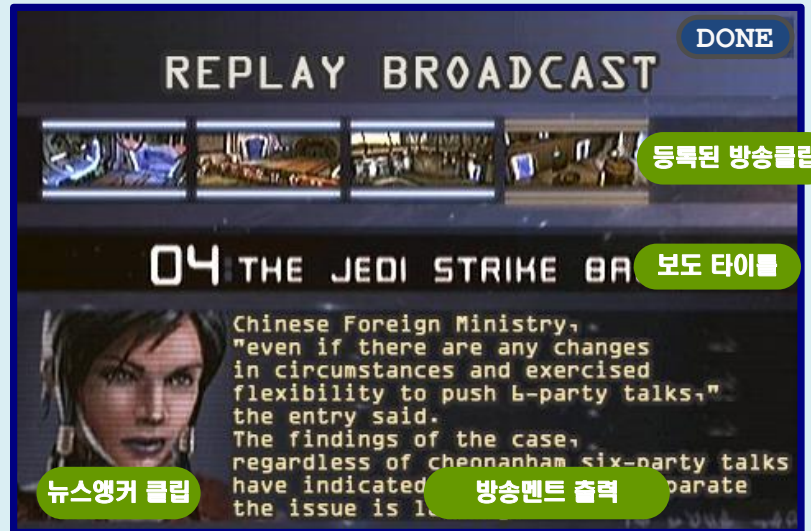 DONE
REPLAY BROADCAST
등록된 방송클립
04:THE JEDI STRIKE
보도 타이틀
Chinese Foreign Ministry,
"even if there are any changes
in circumstances and exercised
flexibility to push 6-party talks,"
the entry said.
The findings of the case,
regardless of cheonanham six-party talks
have indicated
the issue is
뉴스앵커 클립
방송멘트 출력